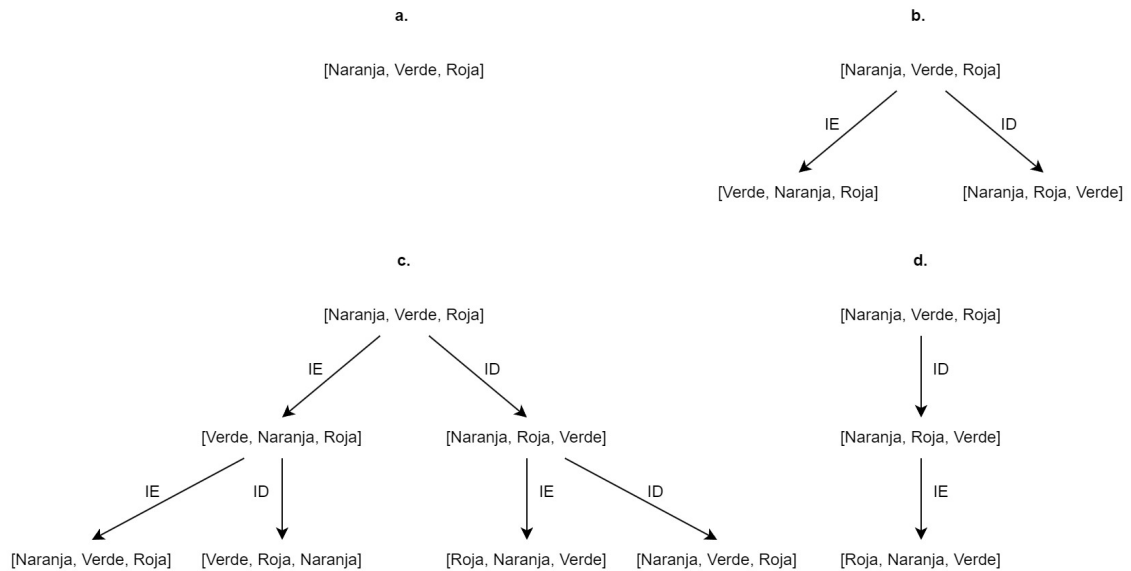 a.
[Naranja, Verde, Roja]
b.
[Naranja, Verde, Roja]
IE
ID
[Verde, Naranja, Roja]
[Naranja, Roja, Verde]
c.
[Naranja, Verde, Roja]
IE
ID
[Verde, Naranja, Roja]
[Naranja, Roja, Verde]
IE
ID
IE
ID
[Naranja, Verde, Roja]
[Verde, Roja, Naranja]
[Roja, Naranja, Verde]
[Naranja, Verde, Roja]
d.
[Naranja, Verde, Roja]
ID
[Naranja, Roja, Verde]
IE
[Roja, Naranja, Verde]